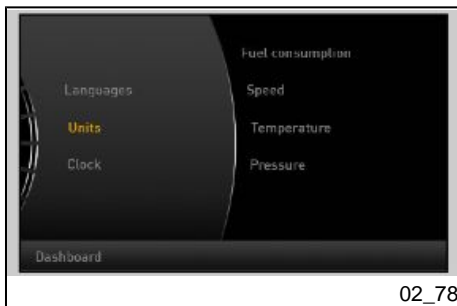 Fuel consumption
Languages
Speed
Units
Temperature
Clock
Pressure
Dashboard
02_78